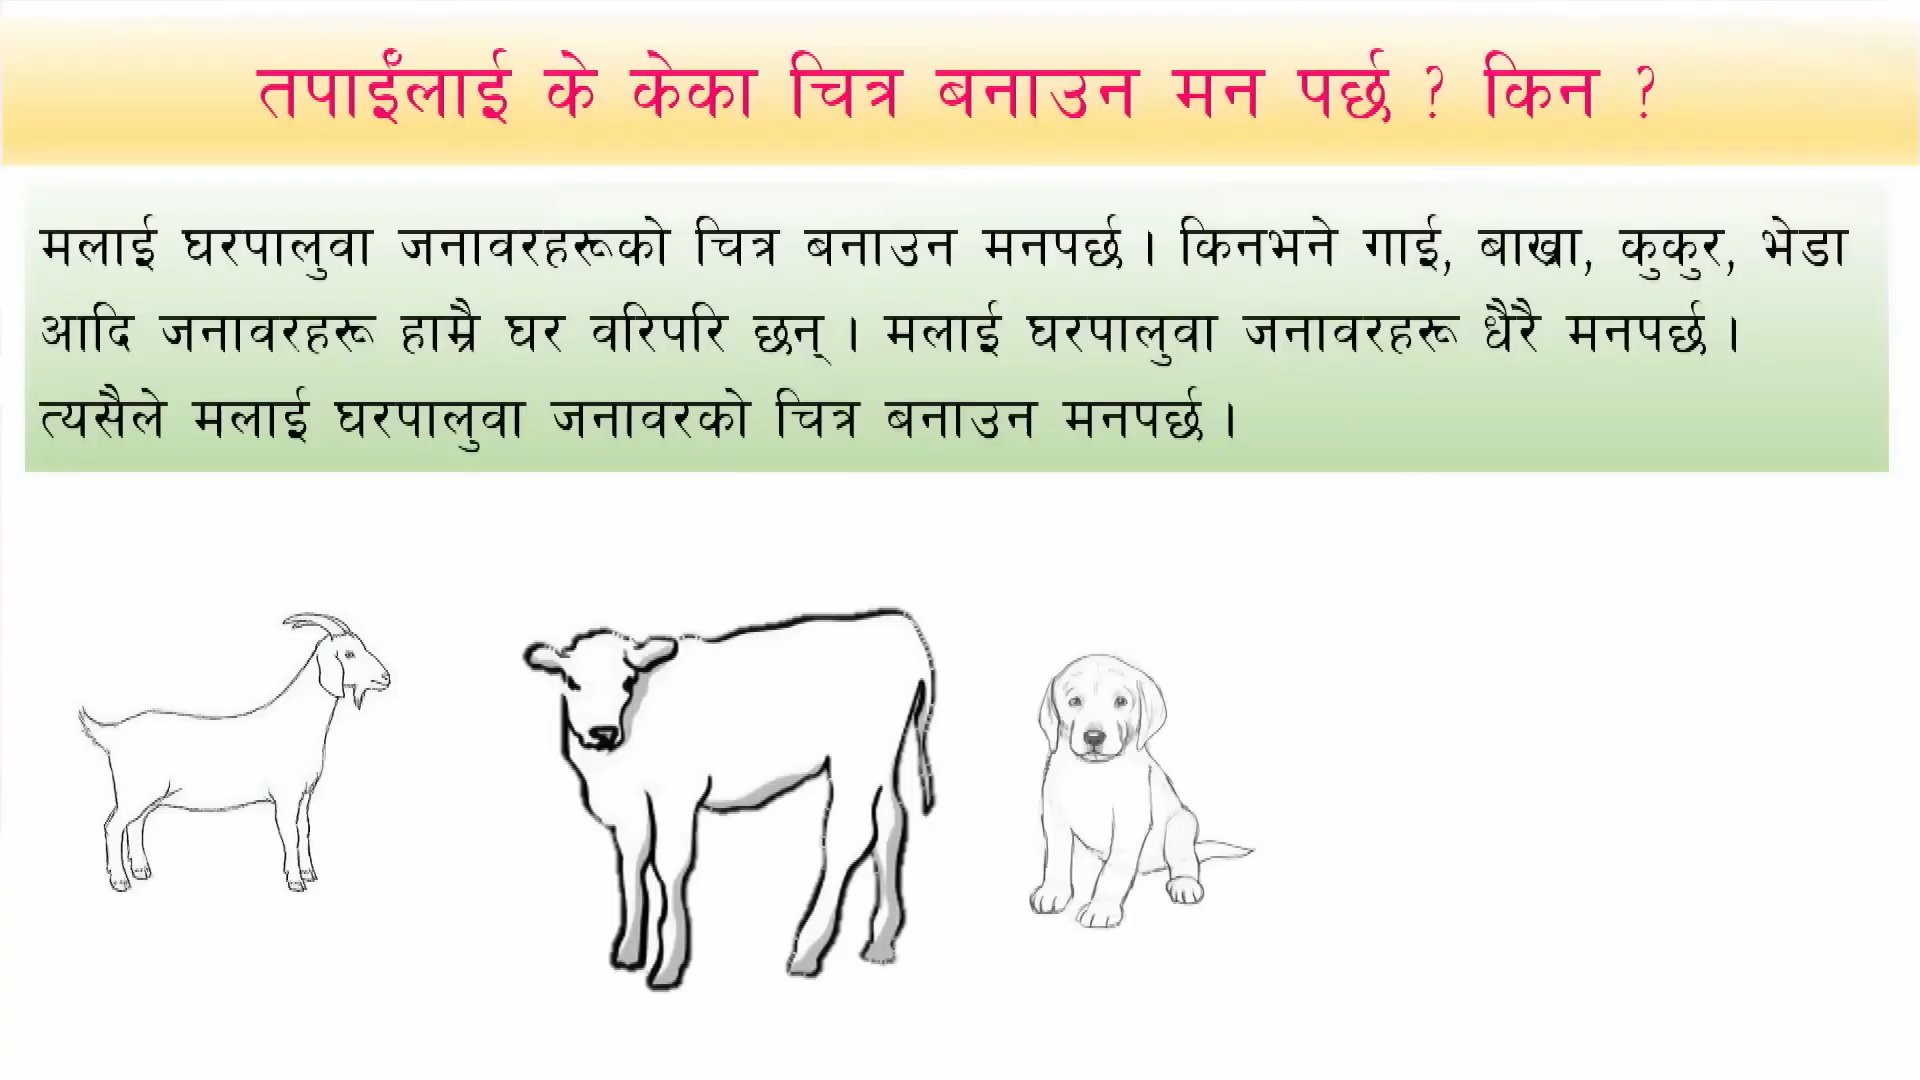 तपाइँलाई के केका चित्र बनाउन मन पर्छ ? किन ?
मलाई घरपालुवा जनावरहरूको चित्र बनाउन मनपर्छ । किनभने गाई, बाख्रा, कुकुर, भेडा
आदि जनावरहरू हाम्रै घर वरिपरि छन् । मलाई घरपालुवा जनावरहरू धैरै मनपर्छ ।
त्यसैले मलाई घरपालुवा जनावरको चित्र बनाउन मनपर्छ ।